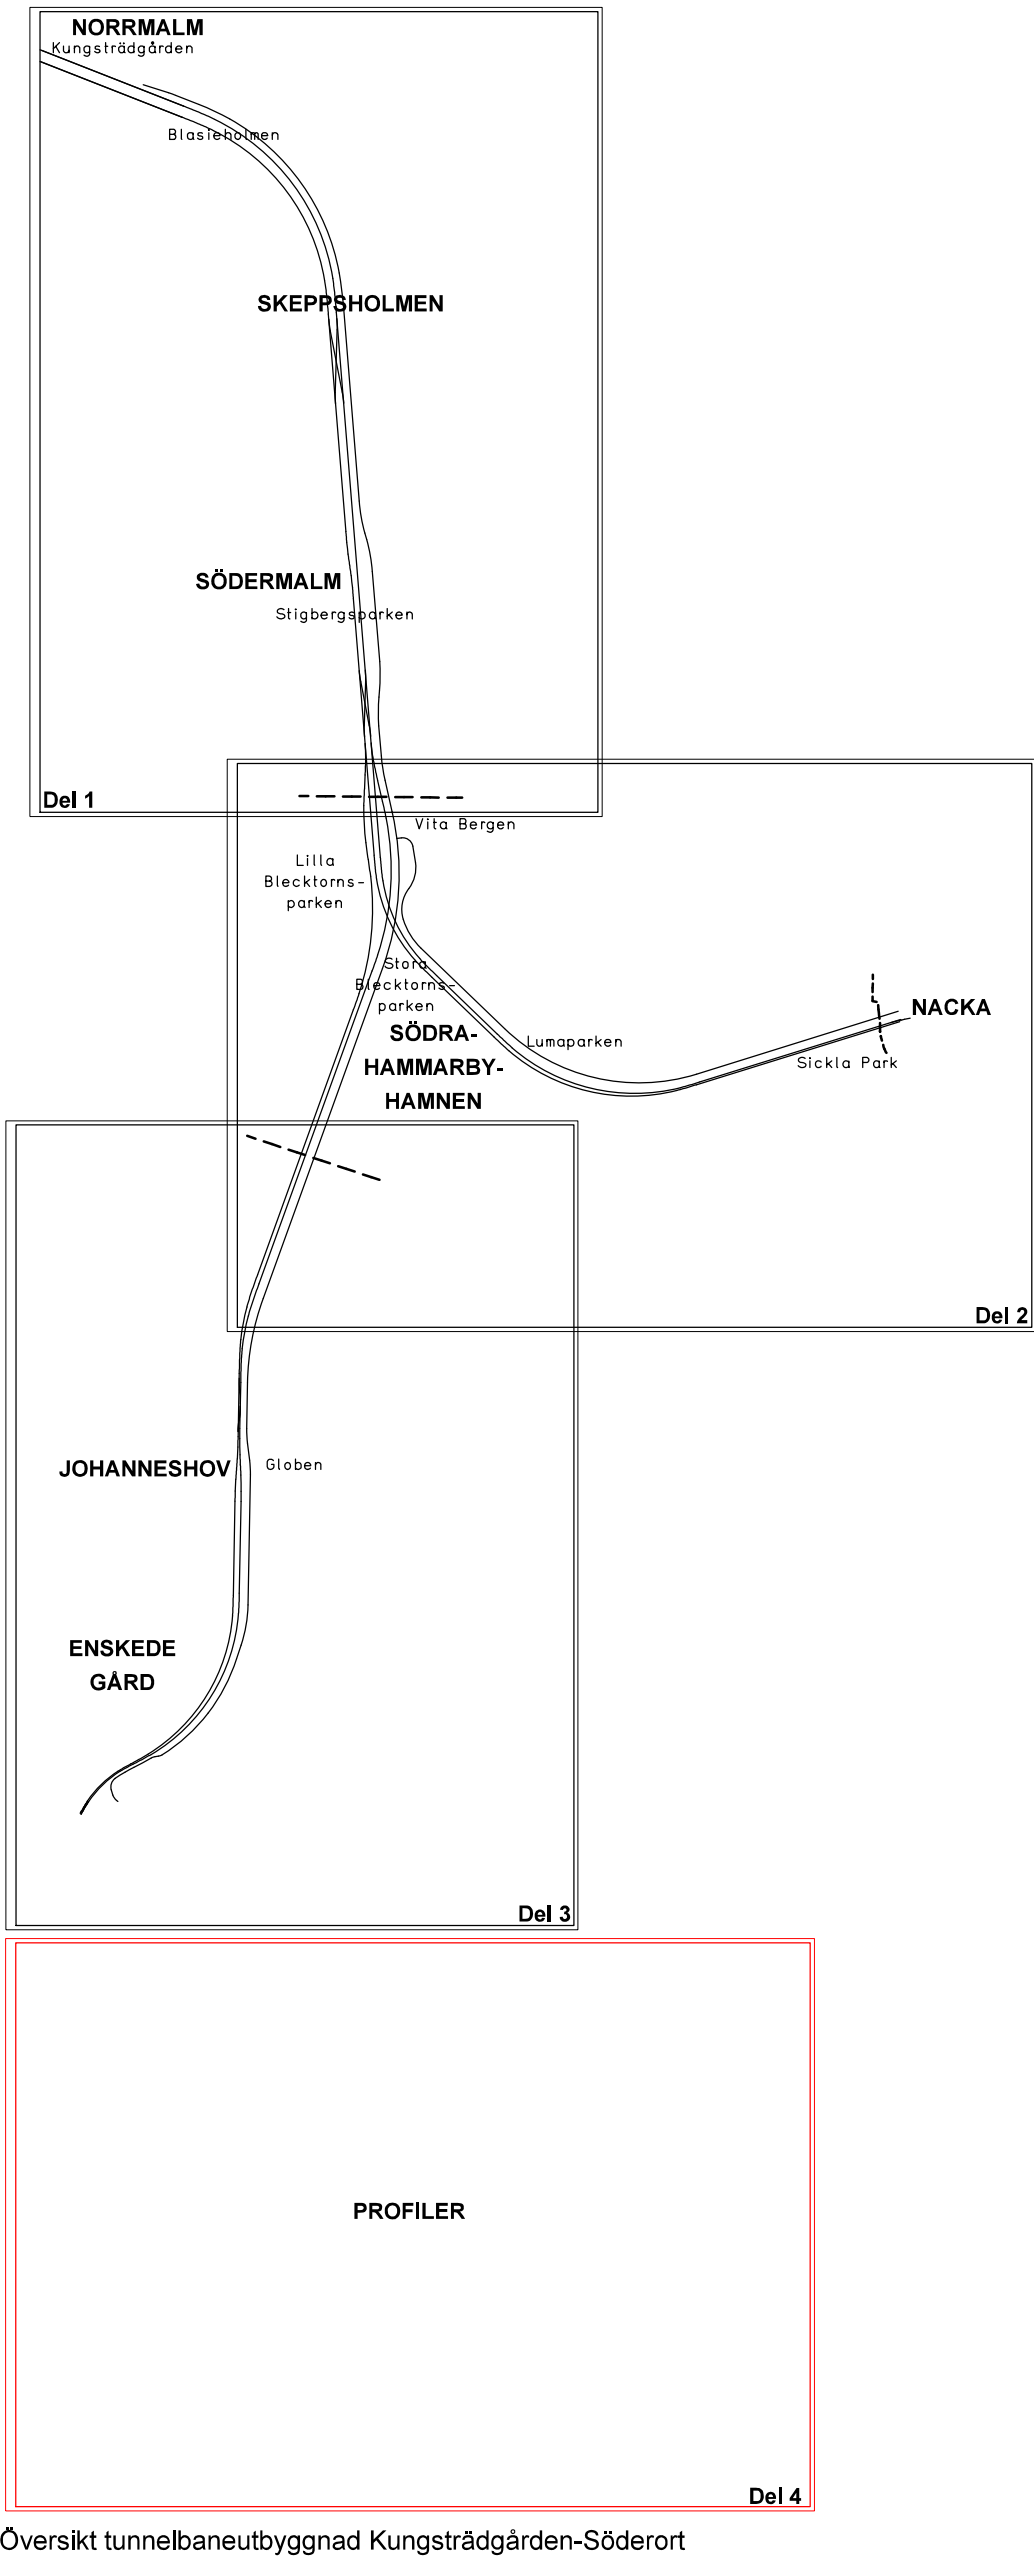 NORRMALM
Kungsträdgården
Blasieholmen
SKEPPSHOLMEN
SÖDERMALM
Stigbergsparken
Del 1
Vita Bergen
Lilla
Blecktorns-
parken
Stora
Blecktorns-
parken
NACKA
SÖDRA-
HAMMARBY-
HAMNEN
Lumaparken
Sickla Park
Del 2
JOHANNESHOV
Globen
ENSKEDE
GÅRD
Del 3
PROFILER
Del 4
Översikt tunnelbaneutbyggnad Kungsträdgården-Söderort